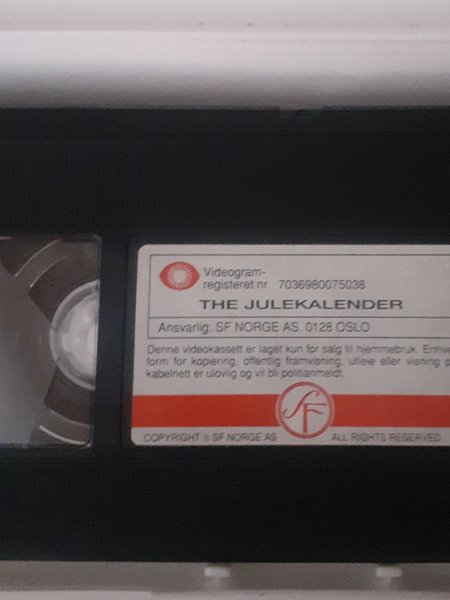 Videogram-
registeret nr. 7036980075038
THE JULEKALENDER
Ansvarlig: SF NORGE AS. 0128 OSLO
Denne videokassett er laget kun for salg til hjemmebruk. Enhve
form for kopiering, offentlig framvisning, utleie eller visning p
kabelnett er ulovlig og vil bli politianmeldt.
SF
COPYRIGHT © SF NORGE AS ALL RIGHTS RESERVED